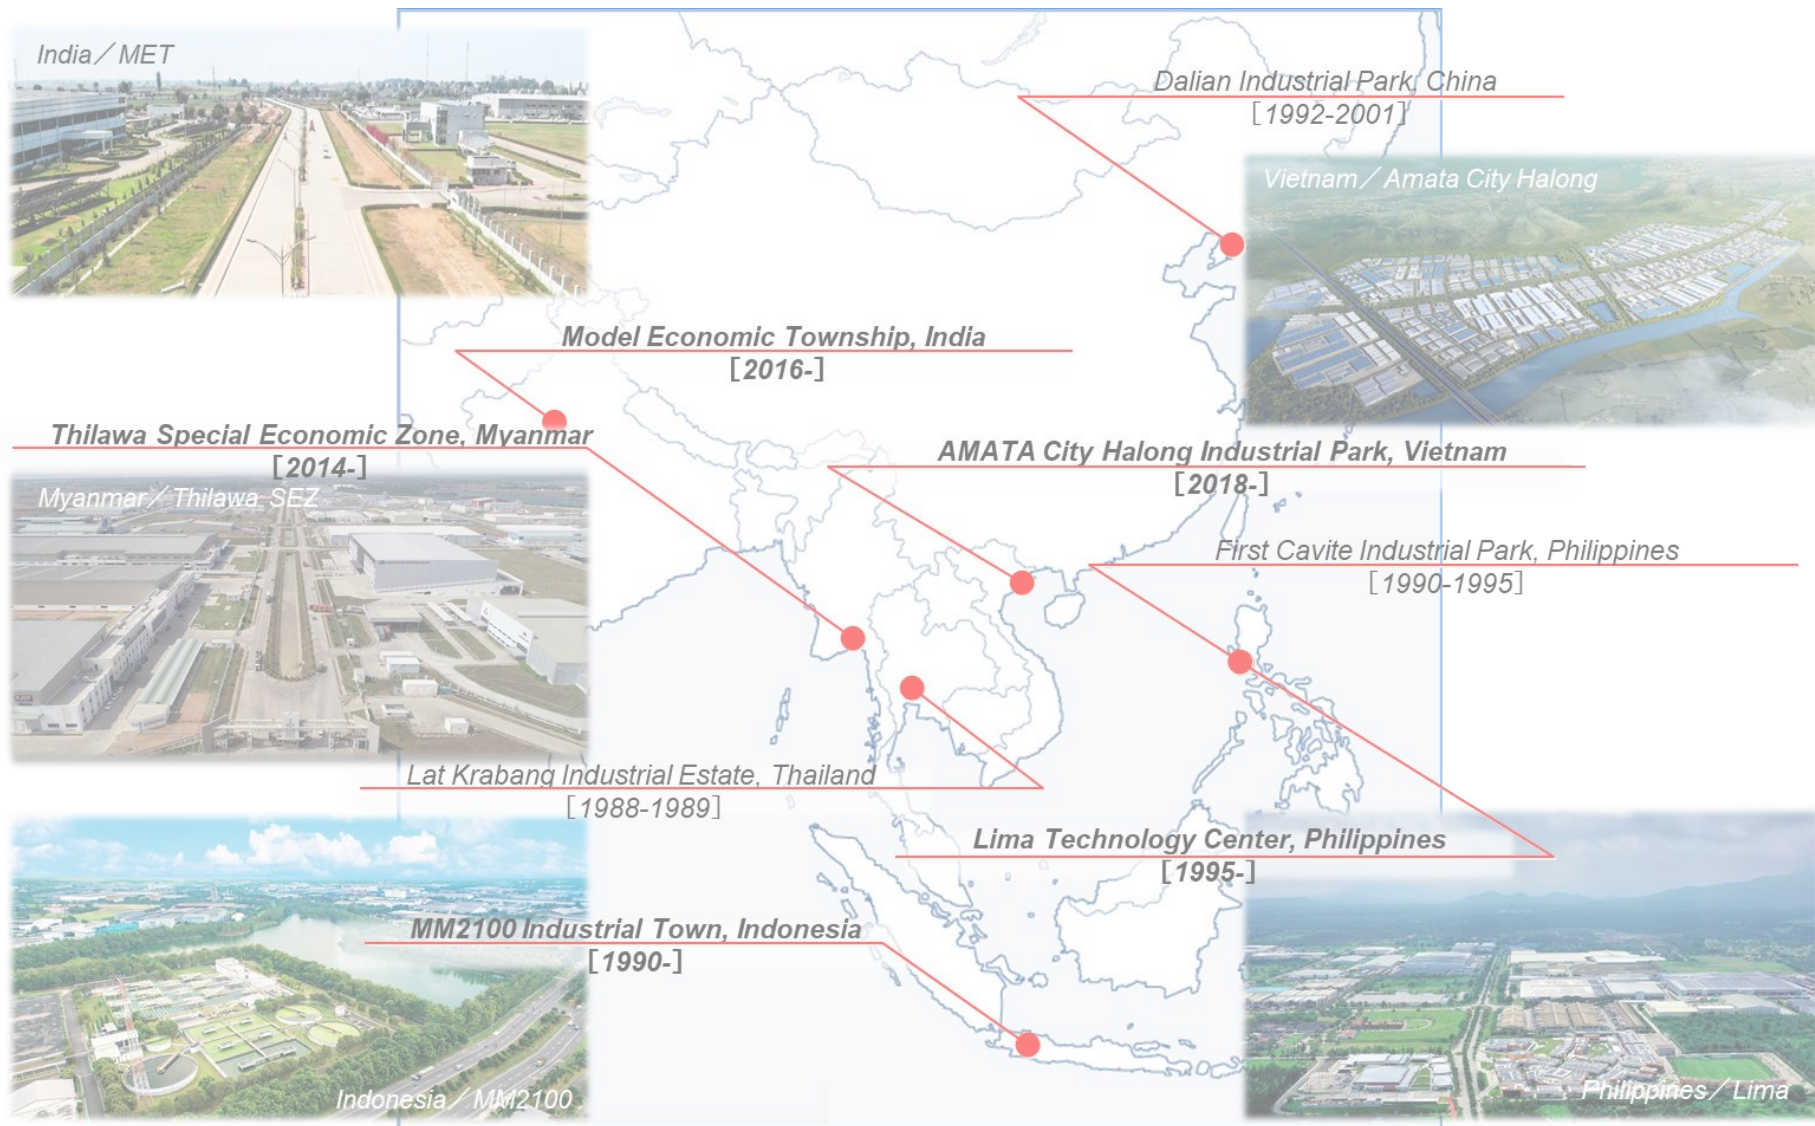 India／MET
Dalian Industrial Park, China
[1992-2001]
Vietnam／Amata City Halong
Model Economic Township, India
[2016-]
Thilawa Special Economic Zone, Myanmar
[2014-]
AMATA City Halong Industrial Park, Vietnam
[2018-]
Myanmar／Thilawa SEZ
First Cavite Industrial Park, Philippines
[1990-1995]
Lat Krabang Industrial Estate, Thailand
[1988-1989]
Lima Technology Center, Philippines
[1995-]
MM2100 Industrial Town, Indonesia
[1990-]
Indonesia／MM2100
Philippines／Lima